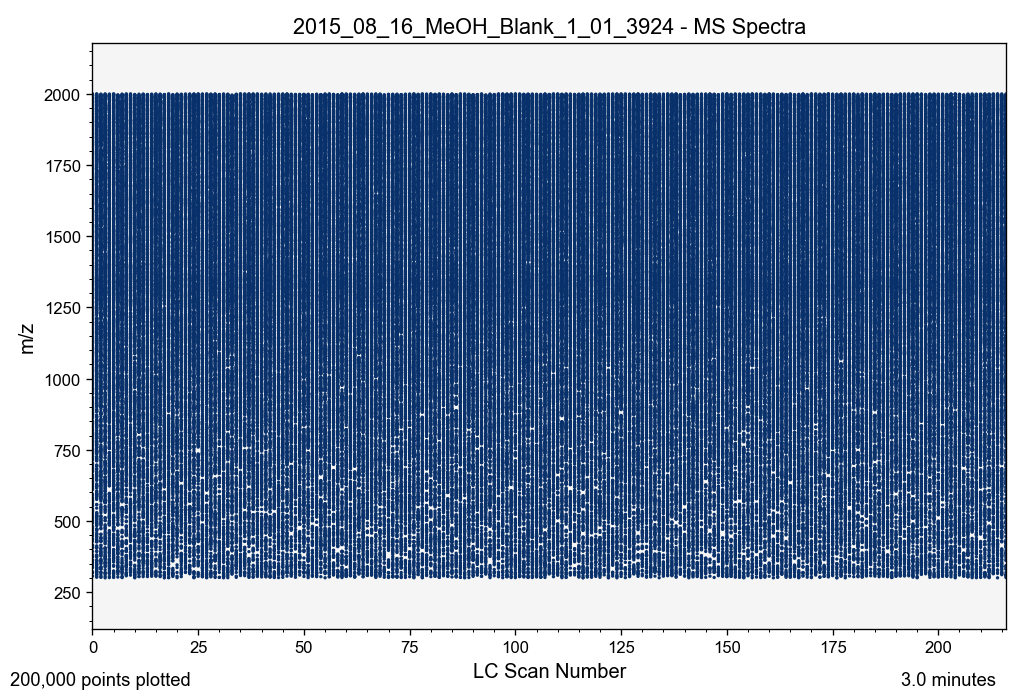 2015_08_16_MeOH_Blank_1_01_3924 - MS Spectra
2000
1750
1500
1250
1000
750
500
250
m/z
0 25 50 75 100 125 150 175 200
LC Scan Number
200,000 points plotted
3.0 minutes